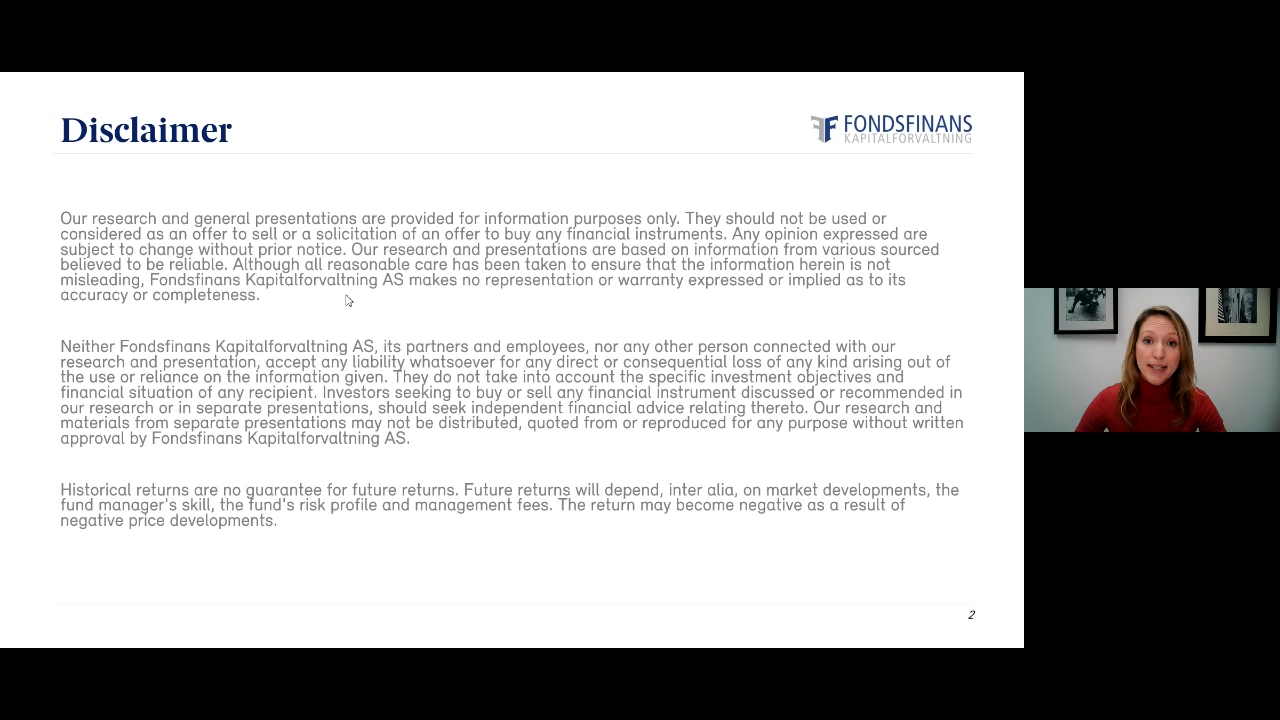 Disclaimer
FONDSFINANS
KAPITALFORVALTNING
Our research and general presentations are provided for information purposes only. They should not be used or
considered as an offer to sell or a solicitation of an offer to buy any financial instruments. Any opinion expressed are
subject to change without prior notice. Our research and presentations are based on information from various sourced
believed to be reliable. Although all reasonable care has been taken to ensure that the information herein is not
misleading, Fondsfinans Kapitalforvaltning AS makes no representation or warranty expressed or implied as to its
accuracy or completeness.
Neither Fondsfinans Kapitalforvaltning AS, its partners and employees, nor any other person connected with our
research and presentation, accept any liability whatsoever for any direct or consequential loss of any kind arising out of
the use or reliance on the information given. They do not take into account the specific investment objectives and
financial situation of any recipient. Investors seeking to buy or sell any financial instrument discussed or recommended in
our research or in separate presentations, should seek independent financial advice relating thereto. Our research and
materials from separate presentations may not be distributed, quoted from or reproduced for any purpose without written
approval by Fondsfinans Kapitalforvaltning AS.
Historical returns are no guarantee for future returns. Future returns will depend, inter alia, on market developments, the
fund manager's skill, the fund's risk profile and management fees. The return may become negative as a result of
negative price developments.
2